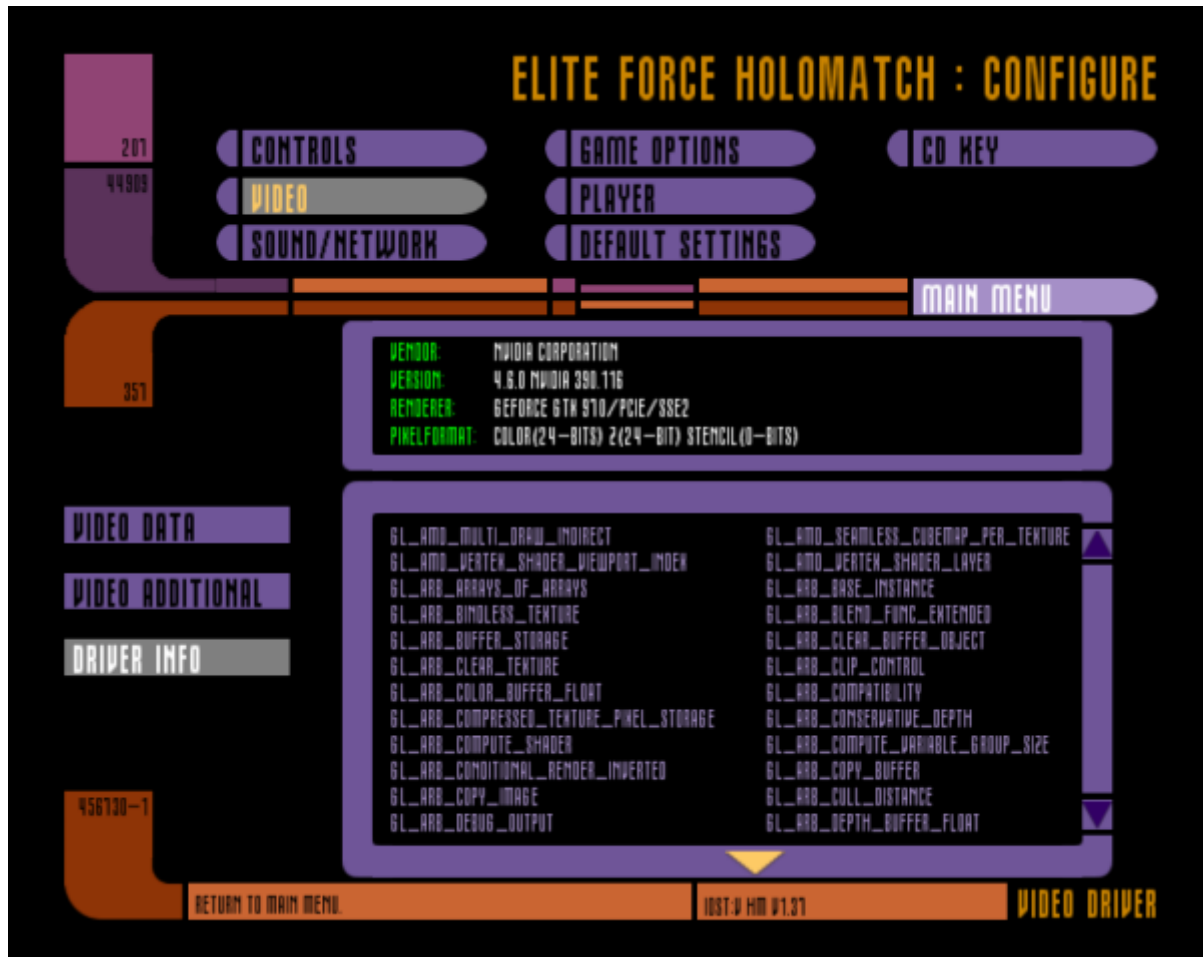 ELITE FORCE HOLOMATCH : CONFIGURE
207
CONTROLS
GAME OPTIONS
CD KEY
44909
VIDEO
PLAYER
SOUND/NETWORK
DEFAULT SETTINGS
MAIN MENU
357
VENDOR: NVIDIA CORPORATION
VERSION: 4.6.0 NVIDIA 390.116
RENDERER: GEFORCE GTX 970/PCIE/SSE2
PIXELFORMAT: COLOR(24-BITS) Z(24-BIT) STENCIL(0-BITS)
VIDEO DATA
VIDEO ADDITIONAL
DRIVER INFO
GL_AMD_MULTI_DRAW_INDIRECT GL_AMD_SEAMLESS_CUBEMAP_PER_TEXTURE
GL_AMD_VERTEX_SHADER_VIEWPORT_INDEX GL_AMD_VERTEX_SHADER_LAYER
GL_ARB_ARRAYS_OF_ARRAYS GL_ARB_BASE_INSTANCE
GL_ARB_BINDLESS_TEXTURE GL_ARB_BLEND_FUNC_EXTENDED
GL_ARB_BUFFER_STORAGE GL_ARB_CLEAR_BUFFER_OBJECT
GL_ARB_CLEAR_TEXTURE GL_ARB_CLIP_CONTROL
GL_ARB_COLOR_BUFFER_FLOAT GL_ARB_COMPATIBILITY
GL_ARB_COMPRESSED_TEXTURE_PIXEL_STORAGE GL_ARB_CONSERVATIVE_DEPTH
GL_ARB_COMPUTE_SHADER GL_ARB_COMPUTE_VARIABLE_GROUP_SIZE
GL_ARB_CONDITIONAL_RENDER_INVERTED GL_ARB_COPY_BUFFER
GL_ARB_COPY_IMAGE GL_ARB_CULL_DISTANCE
GL_ARB_DEBUG_OUTPUT GL_ARB_DEPTH_BUFFER_FLOAT
456730-1
RETURN TO MAIN MENU.
IOST:V HM V1.37
VIDEO DRIVER